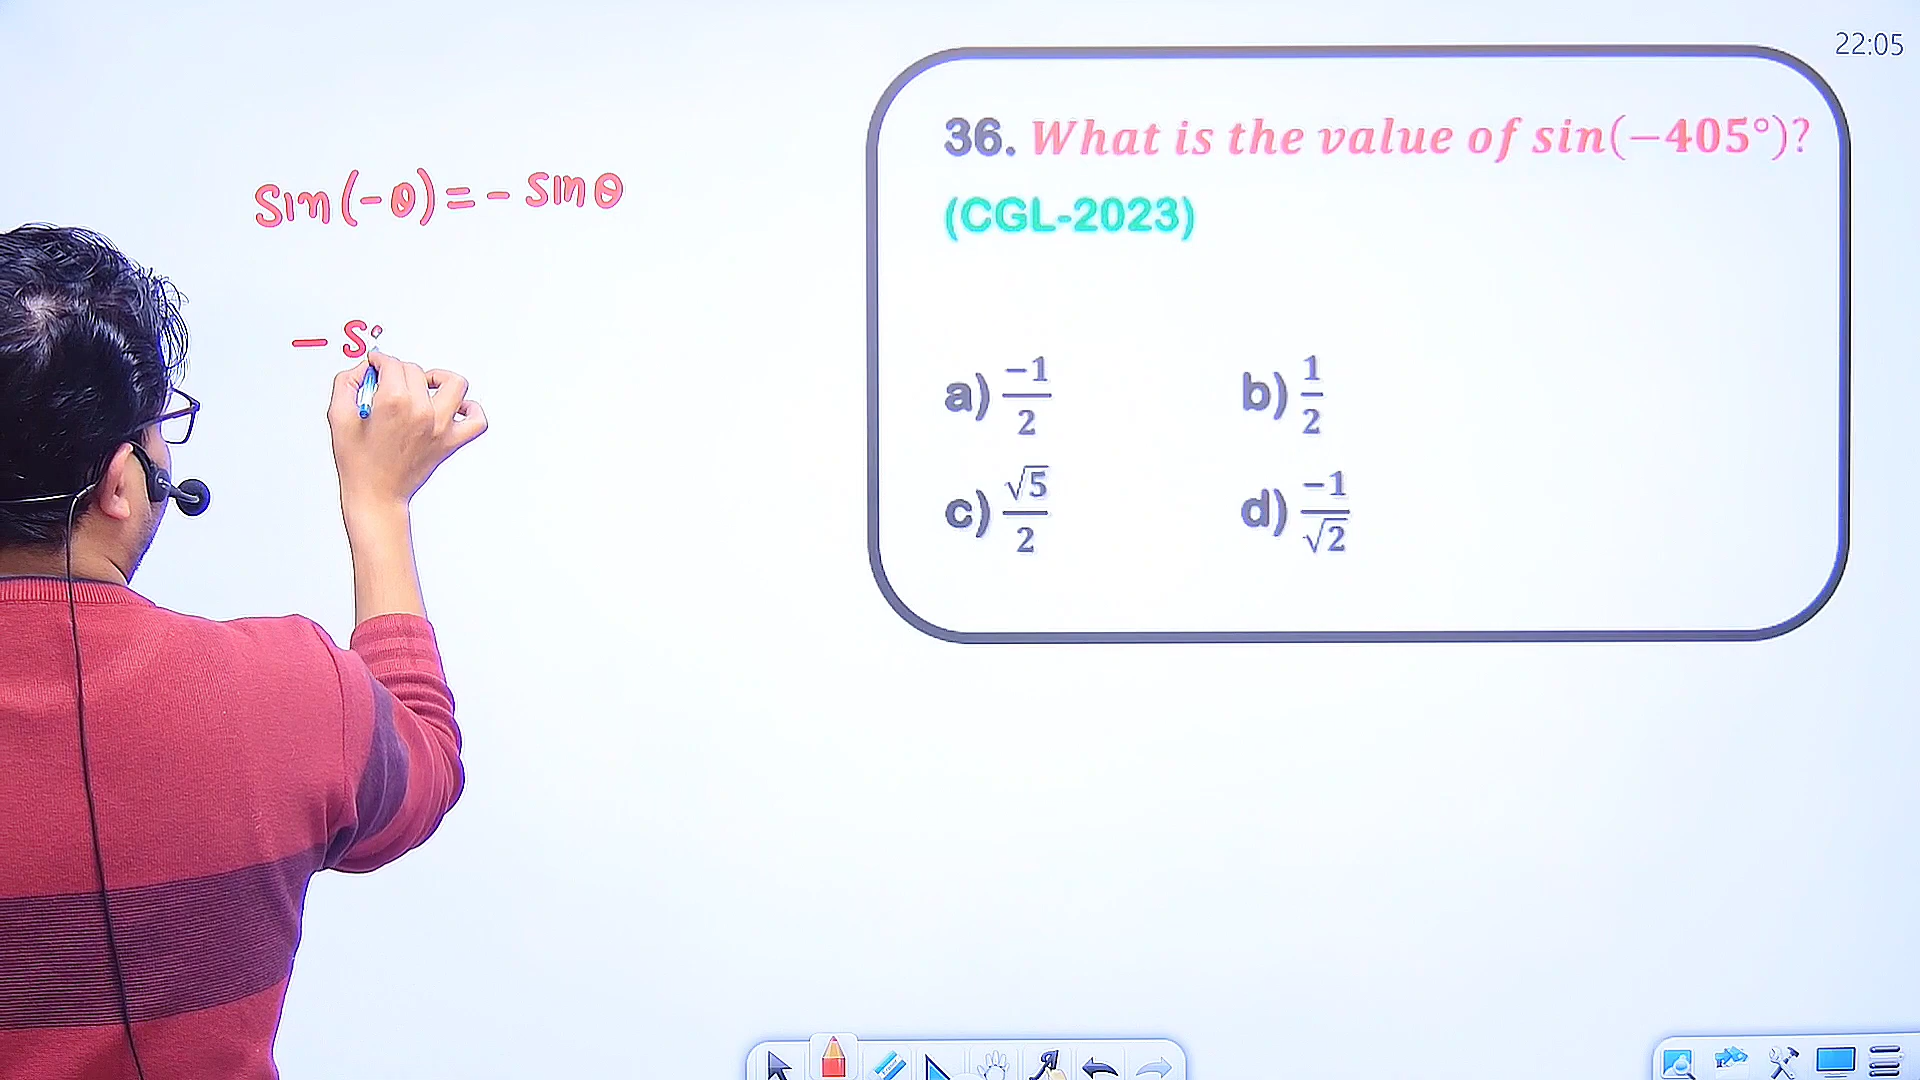 22:05
sin(-θ) = - sinθ
- s
36. What is the value of sin(−405°)?
(CGL-2023)
a) −1/2 b) 1/2
c) √5/2 d) −1/√2